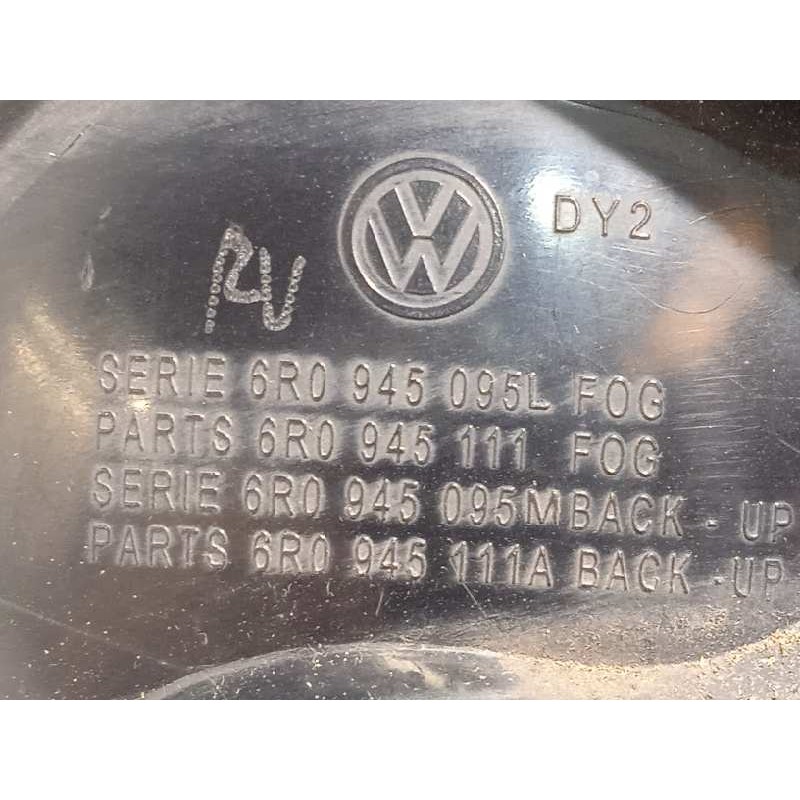 DY2
RU
SERIE 6R0 945 095L FOG
PARTS 6R0 945 111 FOG
SERIE 6R0 945 095M BACK - UP
PARTS 6R0 945 111A BACK - UP